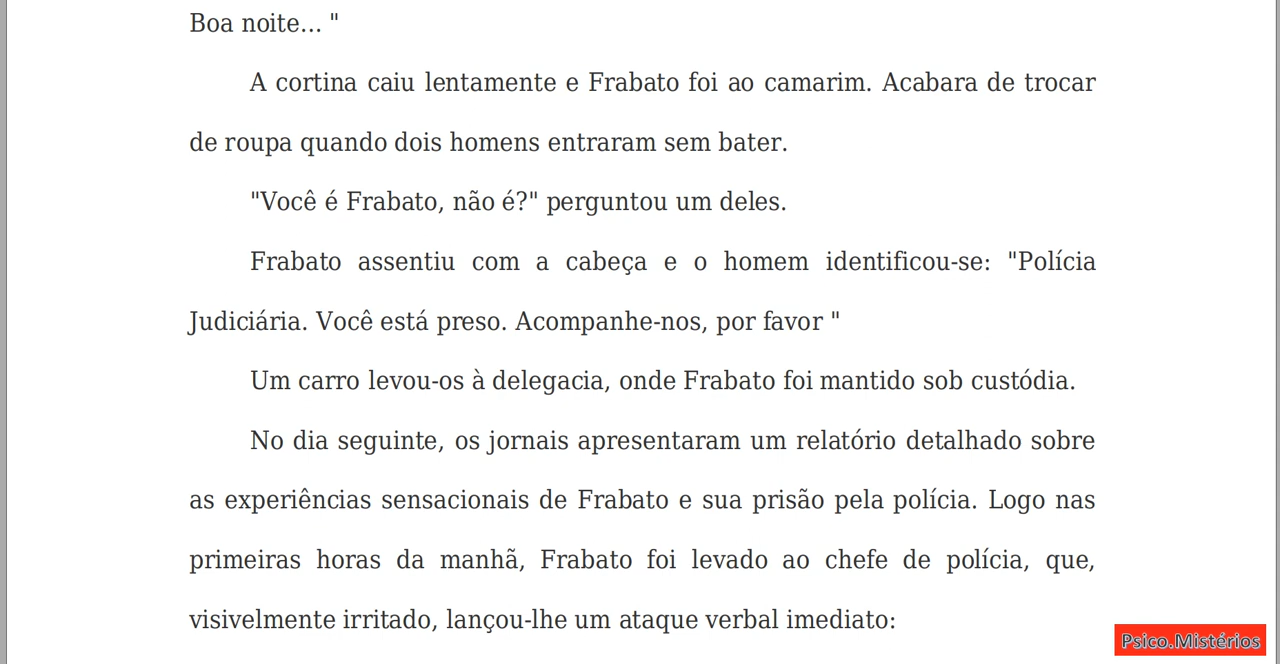 Boa noite... "
A cortina caiu lentamente e Frabato foi ao camarim. Acabara de trocar
de roupa quando dois homens entraram sem bater.
"Você é Frabato, não é?" perguntou um deles.
Frabato assentiu com a cabeça e o homem identificou-se: "Polícia
Judiciária. Você está preso. Acompanhe-nos, por favor "
Um carro levou-os à delegacia, onde Frabato foi mantido sob custódia.
No dia seguinte, os jornais apresentaram um relatório detalhado sobre
as experiências sensacionais de Frabato e sua prisão pela polícia. Logo nas
primeiras horas da manhã, Frabato foi levado ao chefe de polícia, que,
visivelmente irritado, lançou-lhe um ataque verbal imediato:
Psico.Mistérios